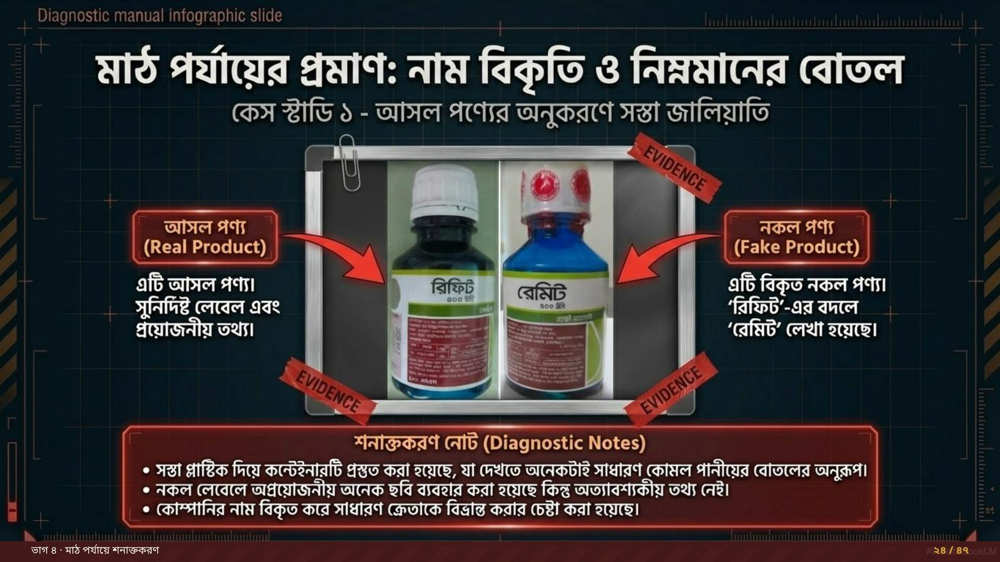 Diagnostic manual infographic slide
মাঠ পর্যায়ের প্রমাণ: নাম বিকৃতি ও নিম্নমানের বোতল
কেস স্টাডি ১ - আসল পণ্যের অনুকরণে সস্তা জালিয়াতি
EVIDENCE
আসল পণ্য
(Real Product)
এটি আসল পণ্য।
সুনির্দিষ্ট লেবেল এবং
প্রয়োজনীয় তথ্য।
রিফিট
রেমিট
নকল পণ্য
(Fake Product)
এটি বিকৃত নকল পণ্য।
‘রিফিট’-এর বদলে
‘রেমিট’ লেখা হয়েছে।
EVIDENCE
EVIDENCE
শনাক্তকরণ নোট (Diagnostic Notes)
• সস্তা প্লাস্টিক দিয়ে কন্টেইনারটি প্রস্তুত করা হয়েছে, যা দেখতে অনেকটাই সাধারণ কোমল পানীয়ের বোতলের অনুরূপ।
• নকল লেবেলে অপ্রয়োজনীয় অনেক ছবি ব্যবহার করা হয়েছে কিন্তু অত্যাবশ্যকীয় তথ্য নেই।
• কোম্পানির নাম বিকৃত করে সাধারণ ক্রেতাকে বিভ্রান্ত করার চেষ্টা করা হয়েছে।
ভাগ ৪ · মাঠ পর্যায়ে শনাক্তকরণ
২৪ / ৪৭